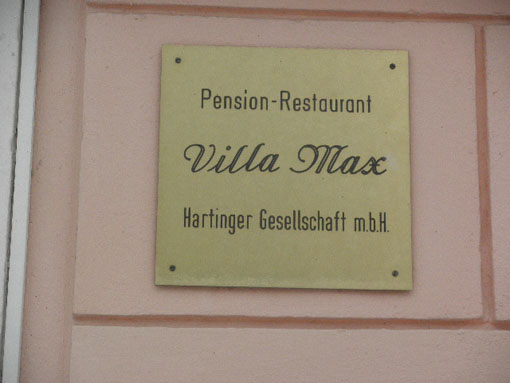 Pension-Restaurant
Villa Max
Hartinger Gesellschaft m.b.H.